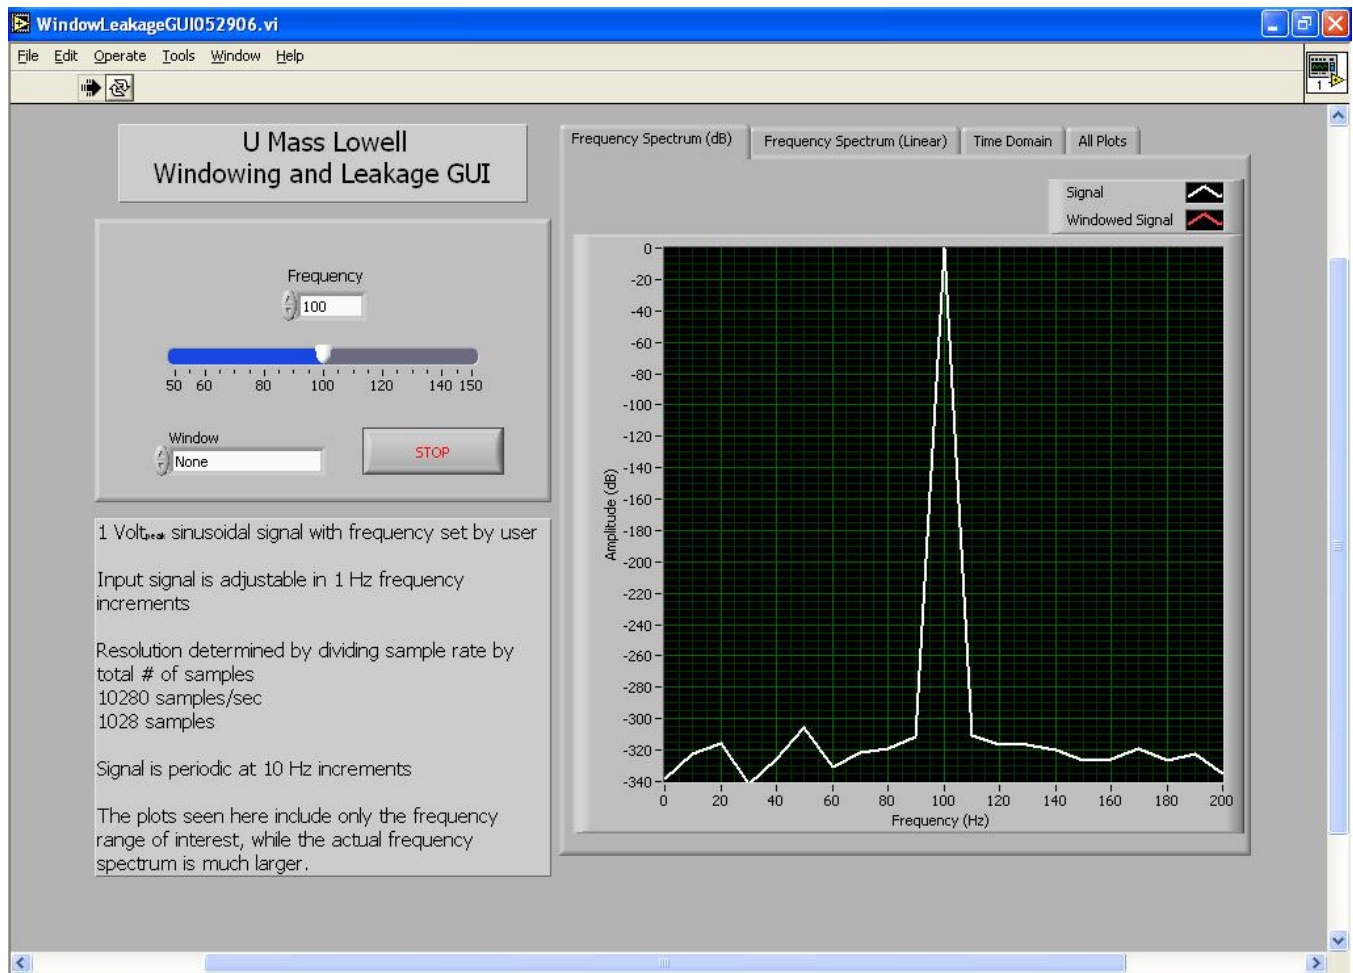 WindowLeakageGUI052906.vi
File Edit Operate Tools Window Help
1
U Mass Lowell
Windowing and Leakage GUI
Frequency
100
50 60 80 100 120 140 150
Window
None
STOP
1 Voltpeak sinusoidal signal with frequency set by user
Input signal is adjustable in 1 Hz frequency
increments
Resolution determined by dividing sample rate by
total # of samples
10280 samples/sec
1028 samples
Signal is periodic at 10 Hz increments
The plots seen here include only the frequency
range of interest, while the actual frequency
spectrum is much larger.
Frequency Spectrum (dB) Frequency Spectrum (Linear) Time Domain All Plots
Signal
Windowed Signal
Amplitude (dB)
0
-20
-40
-60
-80
-100
-120
-140
-160
-180
-200
-220
-240
-260
-280
-300
-320
-340
0 20 40 60 80 100 120 140 160 180 200
Frequency (Hz)